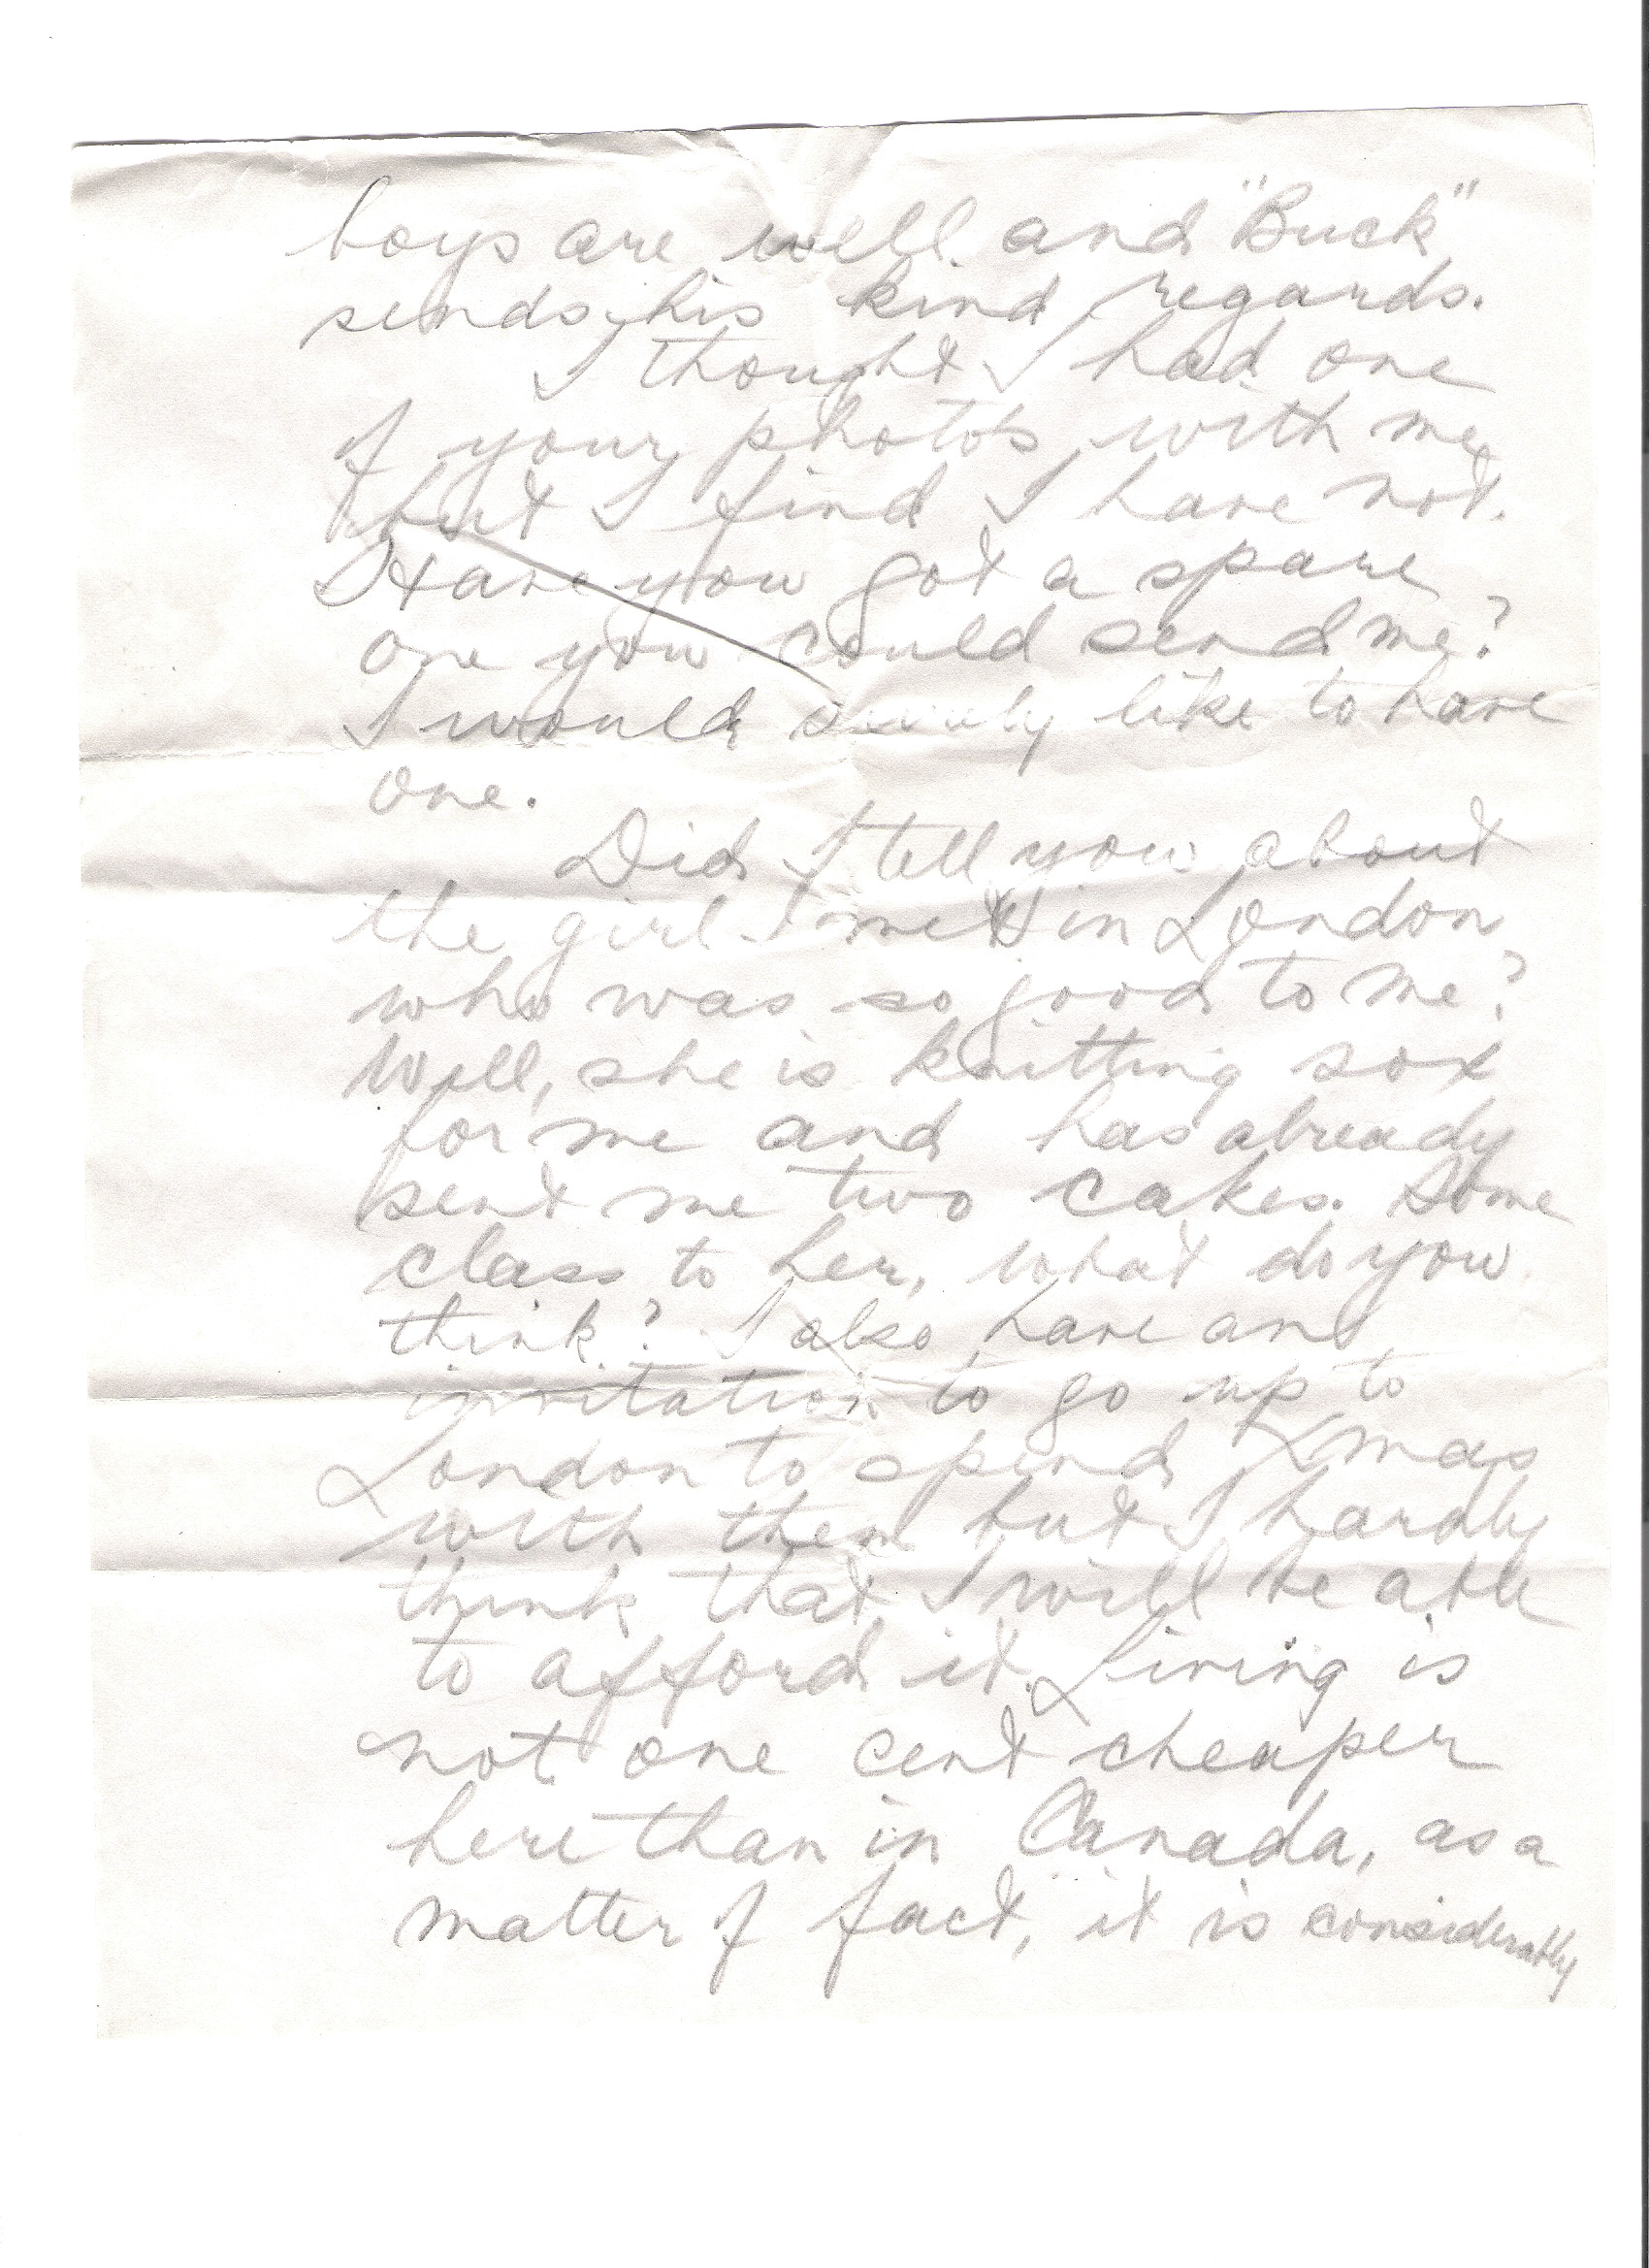 boys are well and "Buck"
sends his kind regards.
I thought I had one
of your photos with me
but I find I have not.
Have you got a spare
one you could send me?
I would surely like to have
one.
Did I tell you about
the girl I met in London
who was so good to me?
Well, she is knitting sox
for me and has already
sent me two cakes. Some
class to her, what do you
think? I also have an
invitation to go up to
London to spend Xmas
with them but I hardly
think that I will be able
to afford it. Living is
not one cent cheaper
here than in Canada, as a
matter of fact, it is considerably